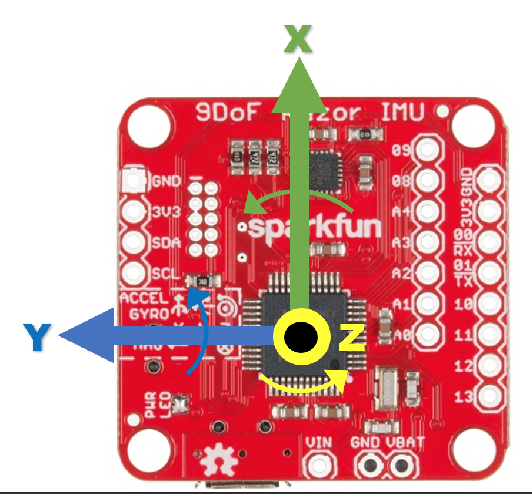 X
9DoF Razor IMU
GND
3V3
SDA
SCL
sparkfun
ACCEL
GYRO
MAG
Y
Z
09
08
A4
A3
A2
A1
A0
GND
3V3
00
RX
01
TX
10
11
12
13
PWR
LED
VIN
GND VBAT